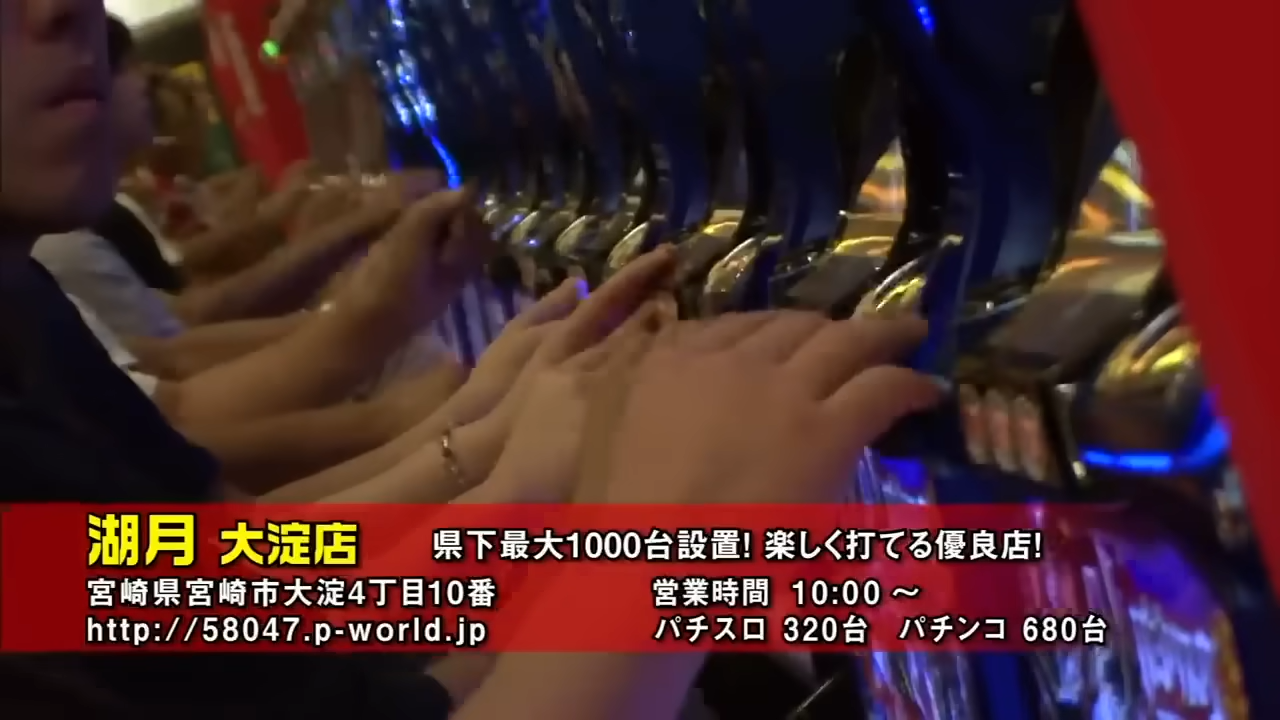 湖月 大淀店 県下最大1000台設置! 楽しく打てる優良店!
宮崎県宮崎市大淀4丁目10番 営業時間 10:00～
http://58047.p-world.jp パチスロ 320台 パチンコ 680台